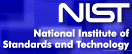 NIST
National Institute of
Standards and Technology